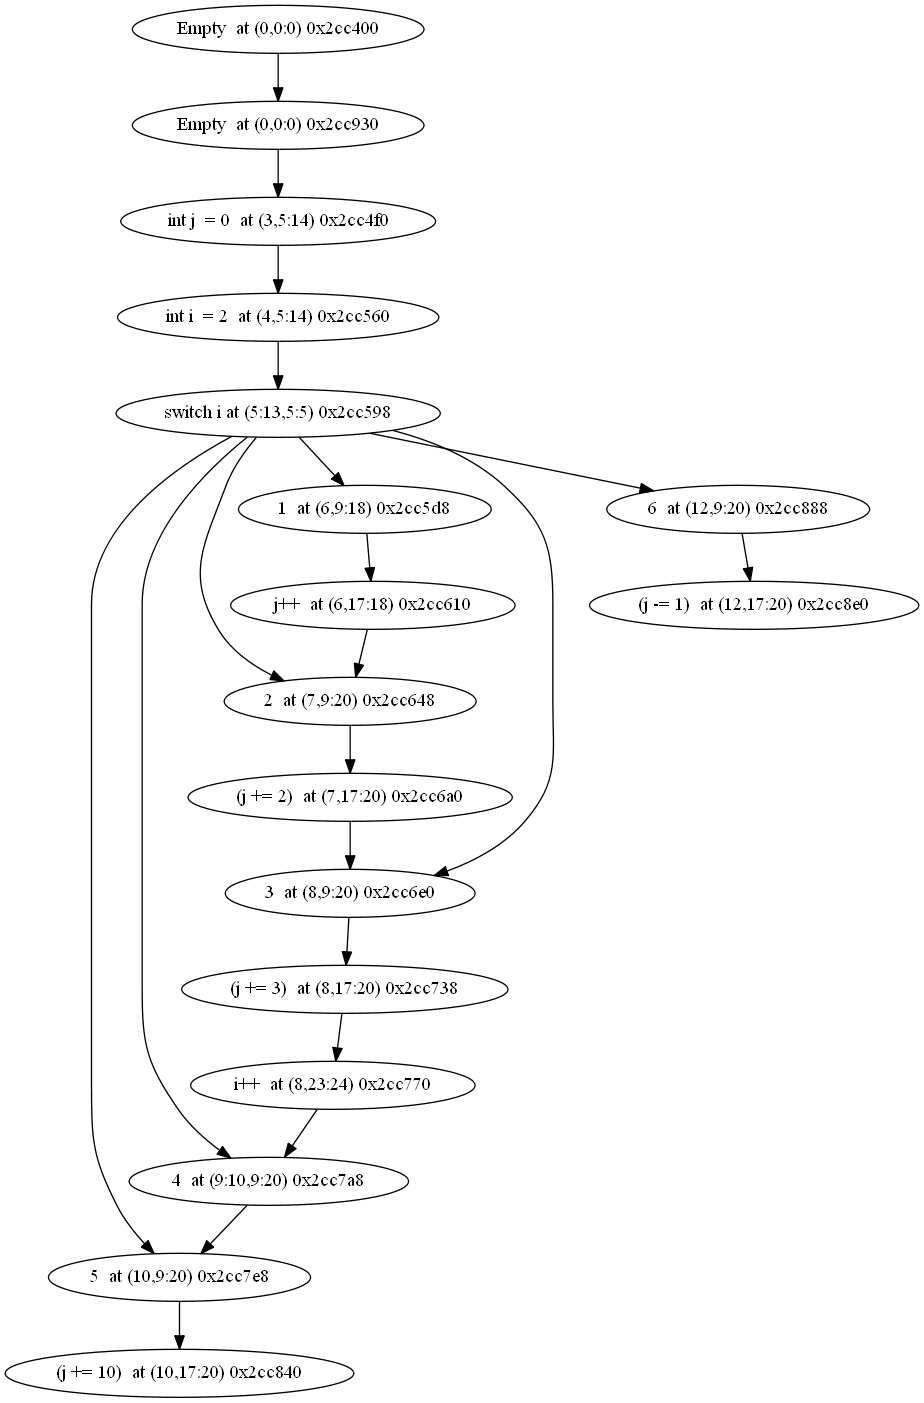 Empty at (0,0:0) 0x2cc400
Empty at (0,0:0) 0x2cc930
int j = 0 at (3,5:14) 0x2cc4f0
int i = 2 at (4,5:14) 0x2cc560
switch i at (5:13,5:5) 0x2cc598
1 at (6,9:18) 0x2cc5d8
6 at (12,9:20) 0x2cc888
j++ at (6,17:18) 0x2cc610
(j -= 1) at (12,17:20) 0x2cc8e0
2 at (7,9:20) 0x2cc648
(j += 2) at (7,17:20) 0x2cc6a0
3 at (8,9:20) 0x2cc6e0
(j += 3) at (8,17:20) 0x2cc738
i++ at (8,23:24) 0x2cc770
4 at (9:10,9:20) 0x2cc7a8
5 at (10,9:20) 0x2cc7e8
(j += 10) at (10,17:20) 0x2cc840